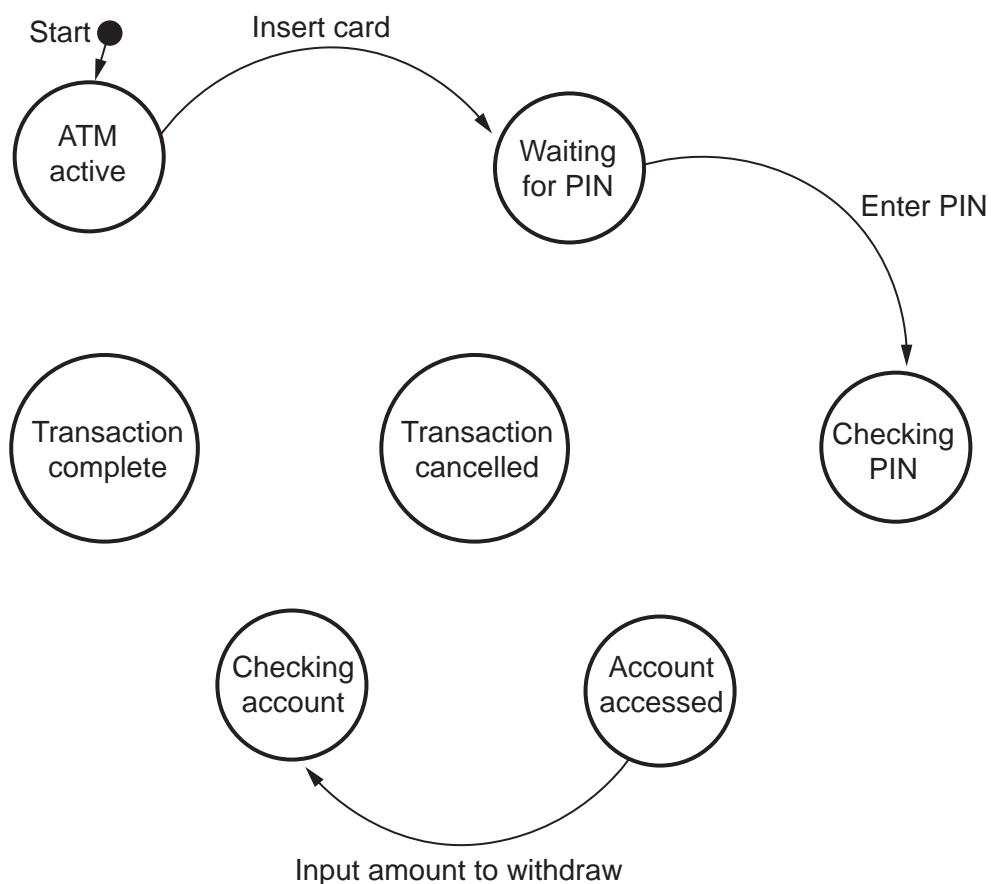 Start
Insert card
ATM
active
Waiting
for PIN
Enter PIN
Transaction
complete
Transaction
cancelled
Checking
PIN
Checking
account
Account
accessed
Input amount to withdraw